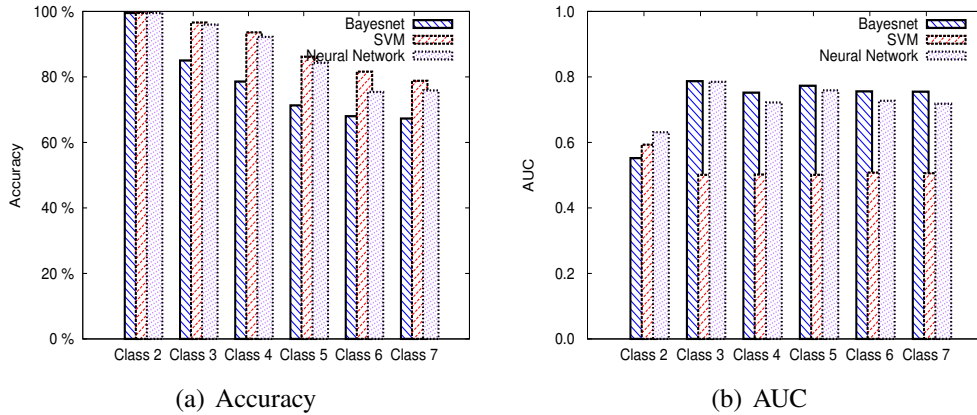 100 %
80 %
60 %
40 %
20 %
0 %
Accuracy
Bayesnet
SVM
Neural Network
Class 2 Class 3 Class 4 Class 5 Class 6 Class 7
(a) Accuracy
1.0
0.8
0.6
0.4
0.2
0.0
AUC
Bayesnet
SVM
Neural Network
Class 2 Class 3 Class 4 Class 5 Class 6 Class 7
(b) AUC